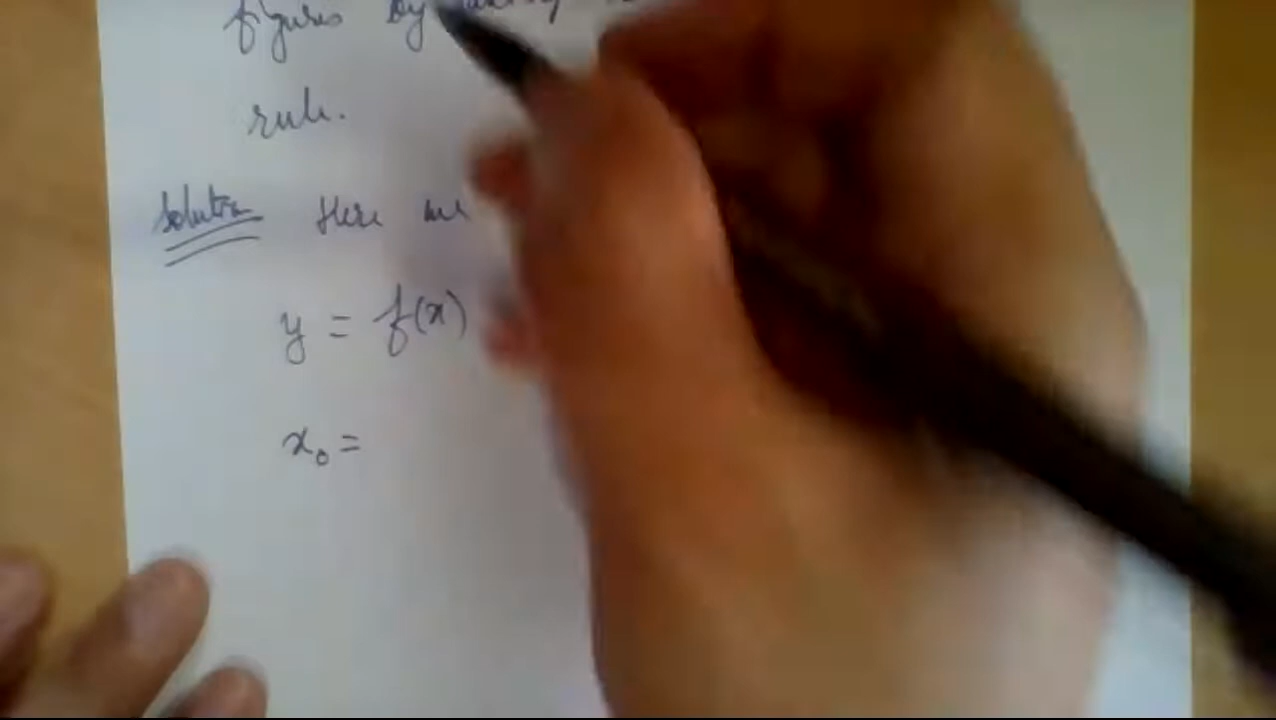 figures by
rule.
Solution Here we
y = f(x)
x₀ =